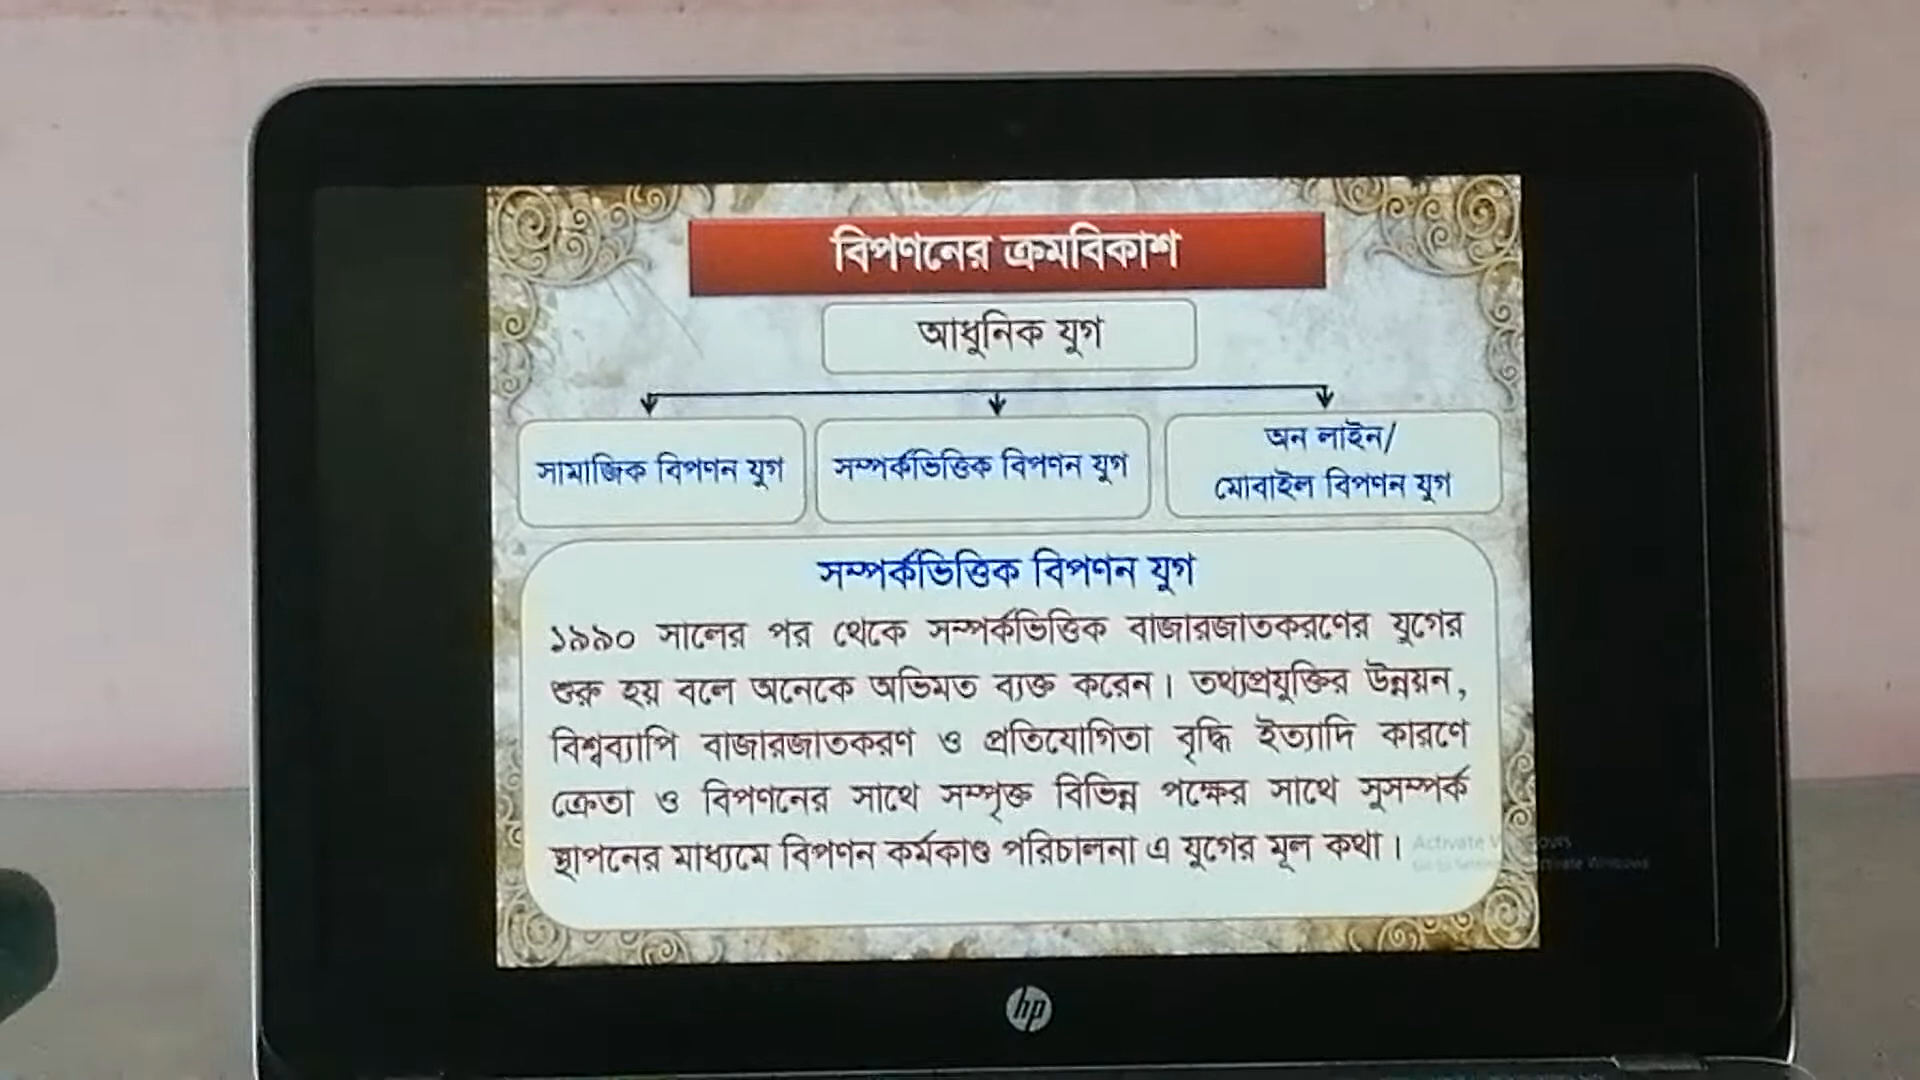 বিপণনের ক্রমবিকাশ
আধুনিক যুগ
সামাজিক বিপণন যুগ
সম্পর্কভিত্তিক বিপণন যুগ
অন লাইন/
মোবাইল বিপণন যুগ
সম্পর্কভিত্তিক বিপণন যুগ
১৯৯০ সালের পর থেকে সম্পর্কভিত্তিক বাজারজাতকরণের যুগের
শুরু হয় বলে অনেকে অভিমত ব্যক্ত করেন। তথ্যপ্রযুক্তির উন্নয়ন,
বিশ্বব্যাপি বাজারজাতকরণ ও প্রতিযোগিতা বৃদ্ধি ইত্যাদি কারণে
ক্রেতা ও বিপণনের সাথে সম্পৃক্ত বিভিন্ন পক্ষের সাথে সুসম্পর্ক
স্থাপনের মাধ্যমে বিপণন কর্মকাণ্ড পরিচালনা এ যুগের মূল কথা।
Activate
hp